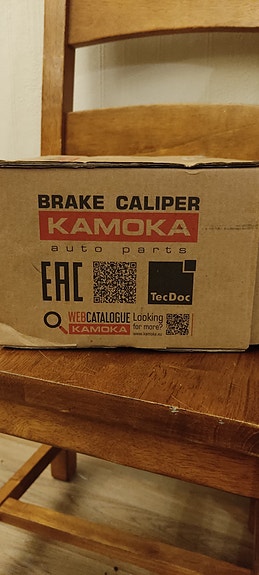 BRAKE CALIPER
KAMOKA
auto parts
EAC
TecDoc
WEBCATALOGUE
KAMOKA
Looking
for more?
www.kamoka.eu